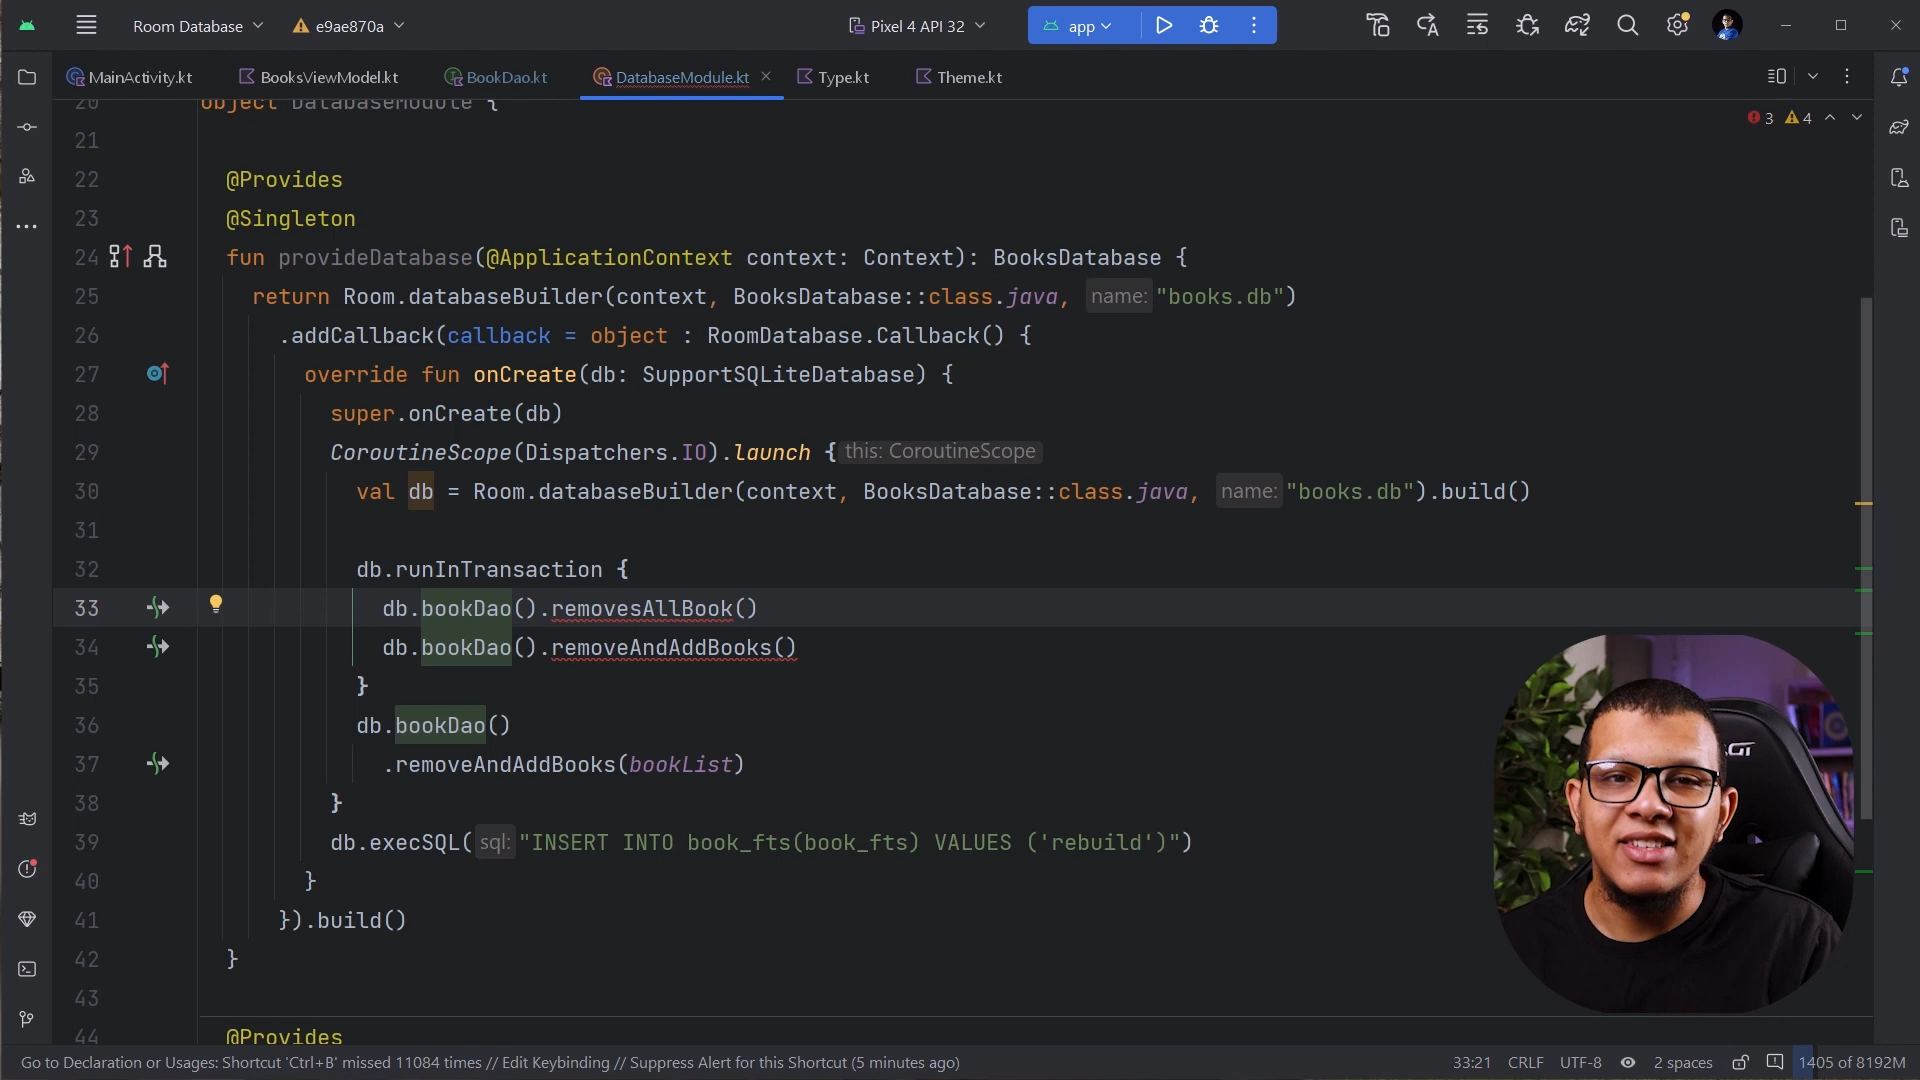 Room Database e9ae870a Pixel 4 API 32 app
MainActivity.kt BooksViewModel.kt BookDao.kt DatabaseModule.kt Type.kt Theme.kt
20 object DatabaseModule {
3 4
21
22 @Provides
23 @Singleton
24 fun provideDatabase(@ApplicationContext context: Context): BooksDatabase {
25 return Room.databaseBuilder(context, BooksDatabase::class.java, name: "books.db")
26 .addCallback(callback = object : RoomDatabase.Callback() {
27 override fun onCreate(db: SupportSQLiteDatabase) {
28 super.onCreate(db)
29 CoroutineScope(Dispatchers.IO).launch { this: CoroutineScope
30 val db = Room.databaseBuilder(context, BooksDatabase::class.java, name: "books.db").build()
31
32 db.runInTransaction {
33 db.bookDao().removesAllBook()
34 db.bookDao().removeAndAddBooks()
35 }
36 db.bookDao()
37 .removeAndAddBooks(bookList)
38 }
39 db.execSQL( sql: "INSERT INTO book_fts(book_fts) VALUES ('rebuild')")
40 }
41 }).build()
42 }
43
44 @Provides
Go to Declaration or Usages: Shortcut 'Ctrl+B' missed 11084 times // Edit Keybinding // Suppress Alert for this Shortcut (5 minutes ago) 33:21 CRLF UTF-8 2 spaces 1405 of 8192M